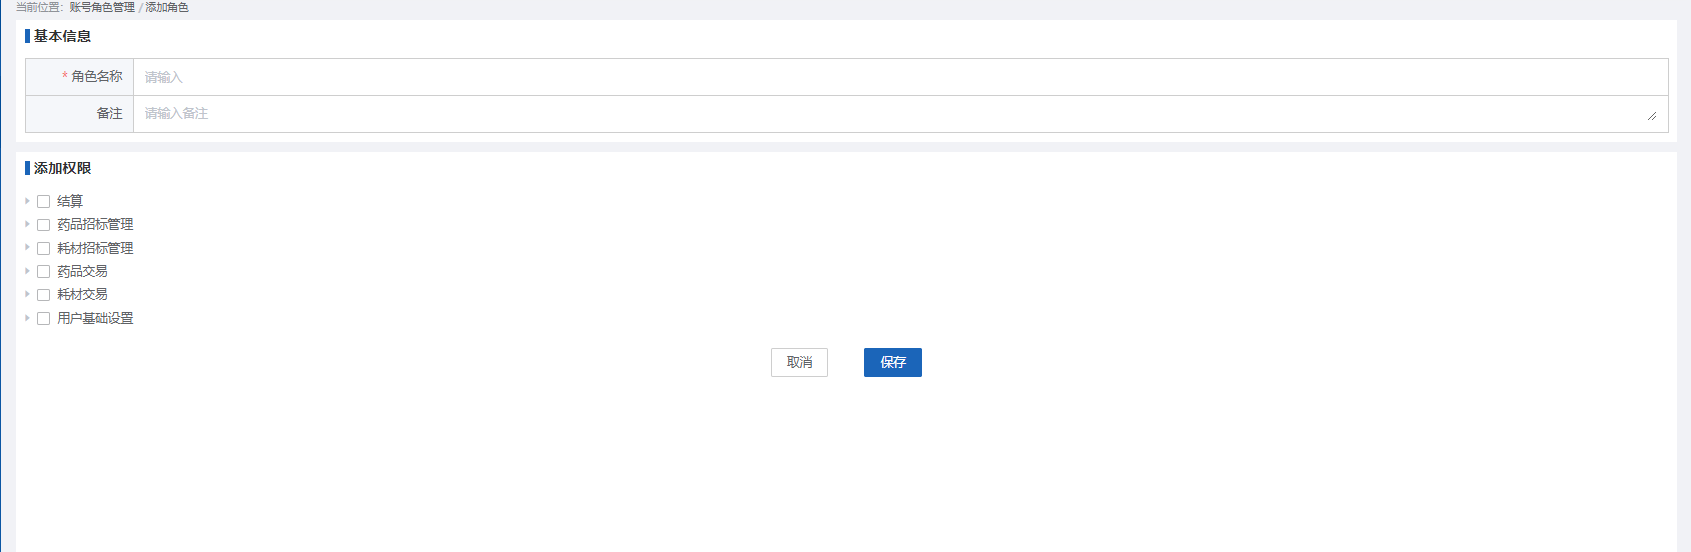 当前位置：账号角色管理 / 添加角色
基本信息
* 角色名称 请输入
备注 请输入备注
添加权限
结算
药品招标管理
耗材招标管理
药品交易
耗材交易
用户基础设置
取消 保存